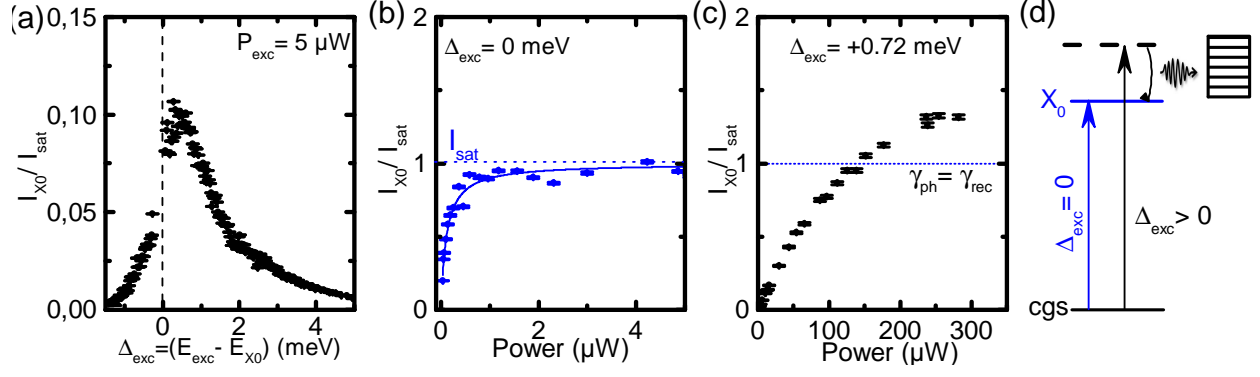 (a)
P_exc = 5 µW
0,15
0,10
0,05
0,00
I_X0 / I_sat
0 2 4
Δ_exc=(E_exc - E_X0) (meV)
(b)
Δ_exc= 0 meV
I_sat
2
1
0
I_X0 / I_sat
0 2 4
Power (µW)
(c)
Δ_exc= +0.72 meV
γ_ph= γ_rec
2
1
0
I_X0 / I_sat
0 100 200 300
Power (µW)
(d)
X_0
Δ_exc= 0
Δ_exc> 0
cgs